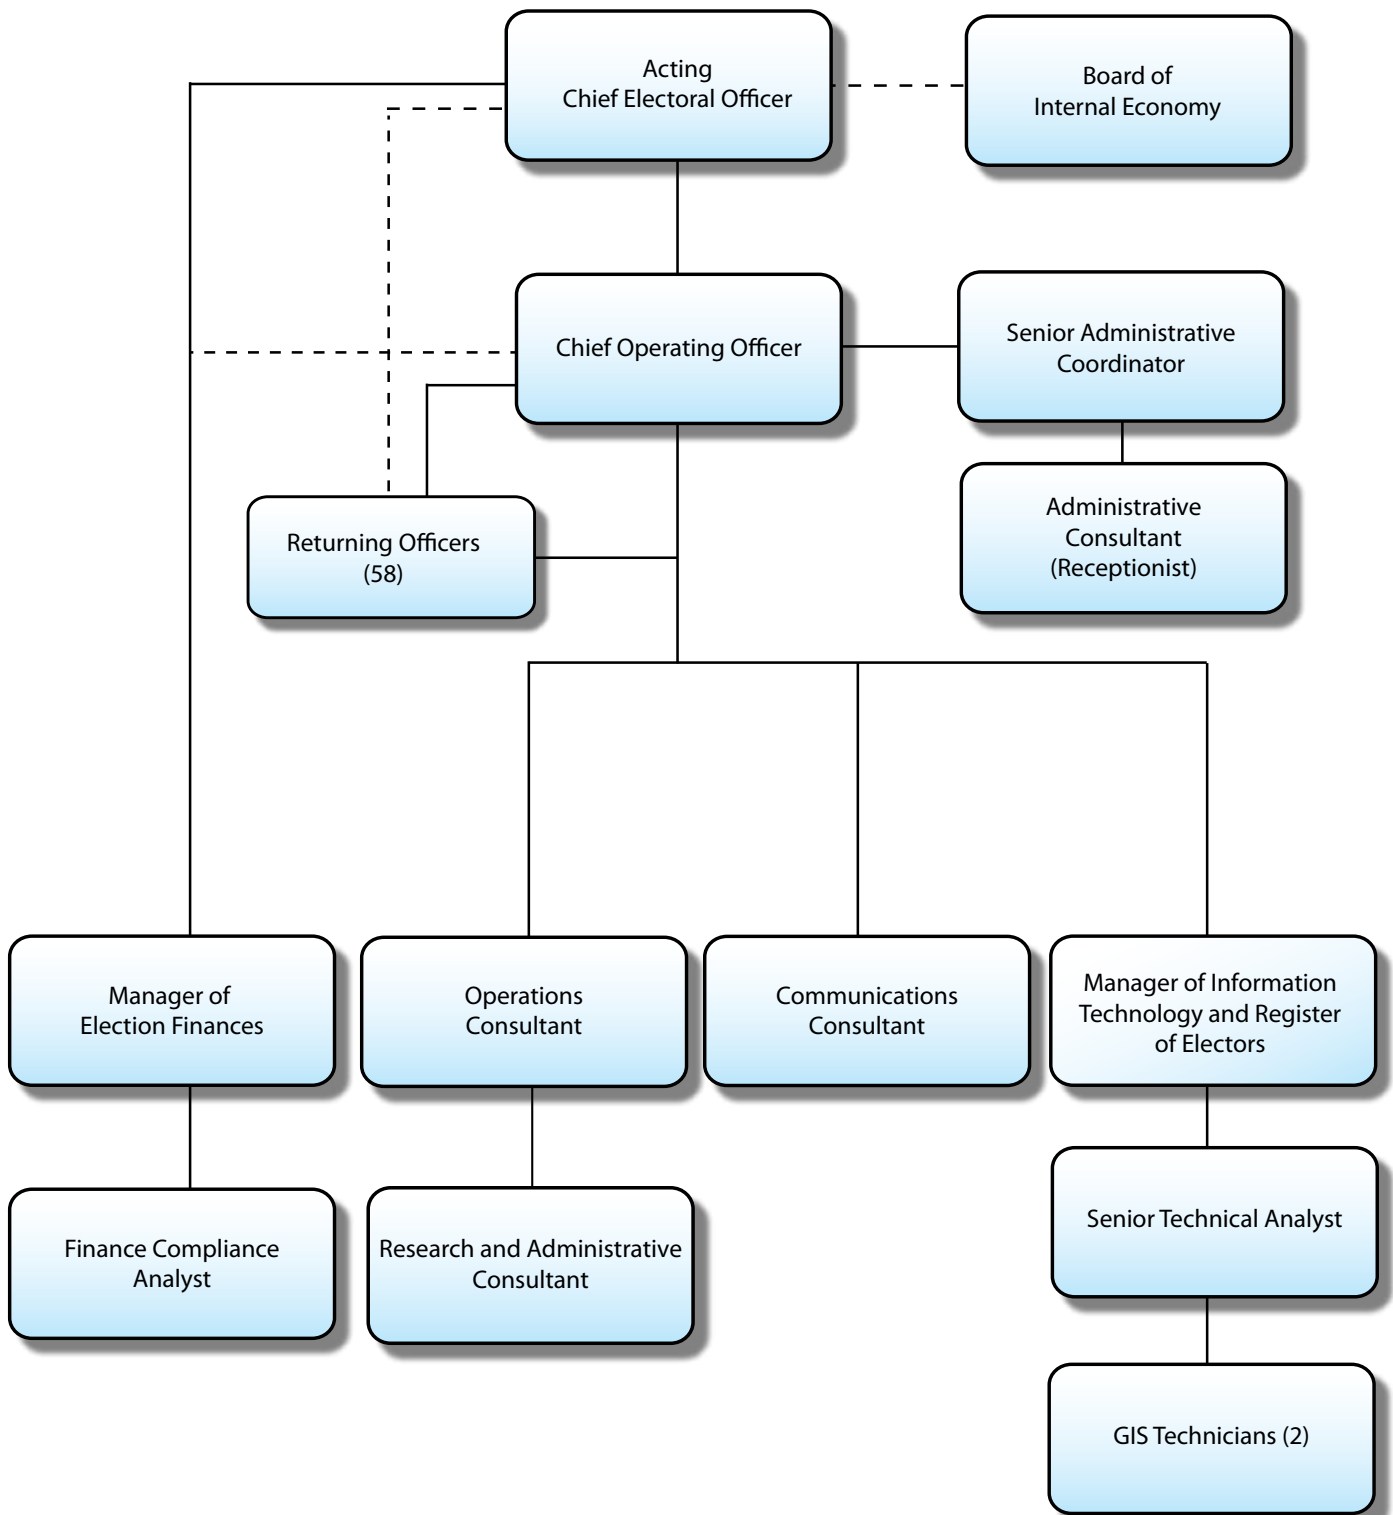 Acting
Chief Electoral Officer
Board of
Internal Economy
Chief Operating Officer
Senior Administrative
Coordinator
Administrative
Consultant
(Receptionist)
Returning Officers
(58)
Manager of
Election Finances
Operations
Consultant
Communications
Consultant
Manager of Information
Technology and Register
of Electors
Finance Compliance
Analyst
Research and Administrative
Consultant
Senior Technical Analyst
GIS Technicians (2)